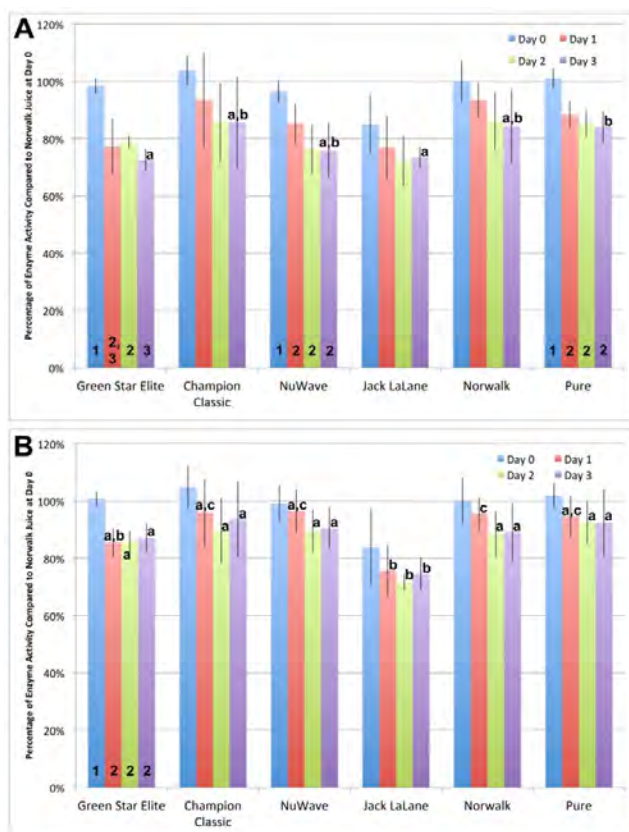 A
120%
100%
80%
60%
40%
20%
0%
Percentage of Enzyme Activity Compared to Norwalk Juice at Day 0
Day 0 Day 1
Day 2 Day 3
a
a,b
a,b
a
a,b
b
1 2,3 2 3
1 2 2 2
1 2 2 2
Green Star Elite Champion Classic NuWave Jack LaLane Norwalk Pure
B
120%
100%
80%
60%
40%
20%
0%
Percentage of Enzyme Activity Compared to Norwalk Juice at Day 0
Day 0 Day 1
Day 2 Day 3
a,b a a
a,c a a
a,c a a
b b b
c a a
a,c a a
1 2 2 2
Green Star Elite Champion Classic NuWave Jack LaLane Norwalk Pure